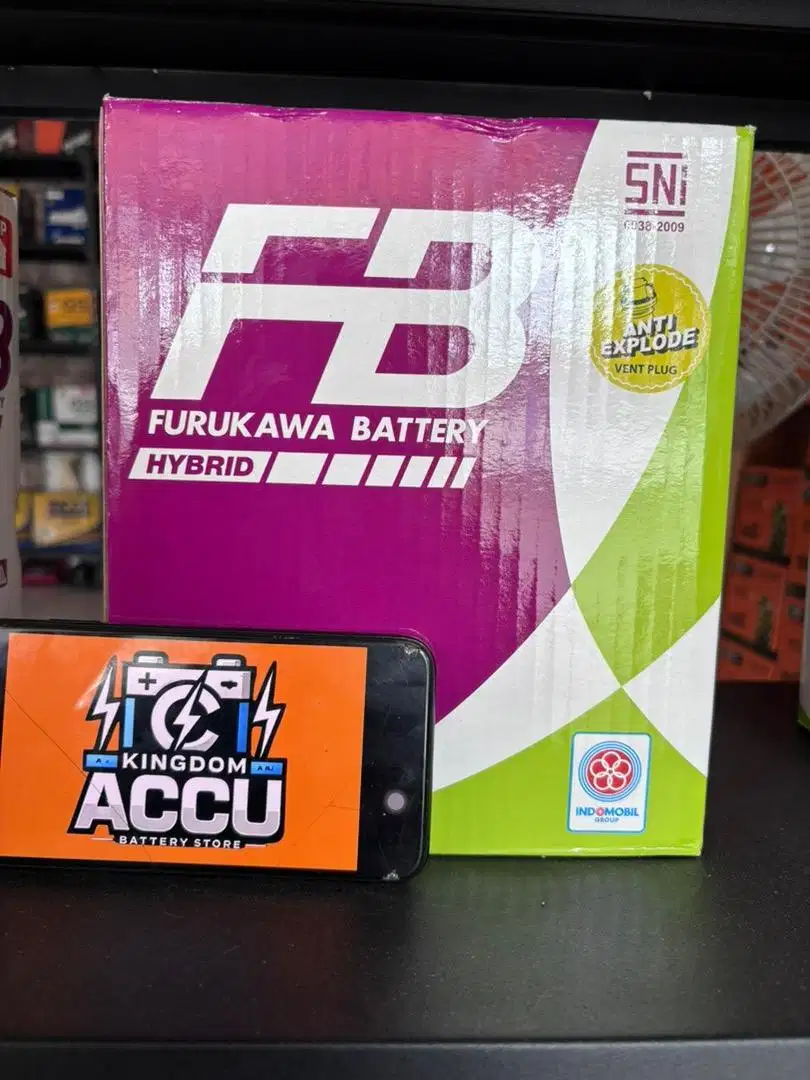 SNI
FB
ANTI
EXPLODE
VENT PLUG
FURUKAWA BATTERY
HYBRID
KINGDOM
ACCU
BATTERY STORE
INDOMOBIL
GROUP